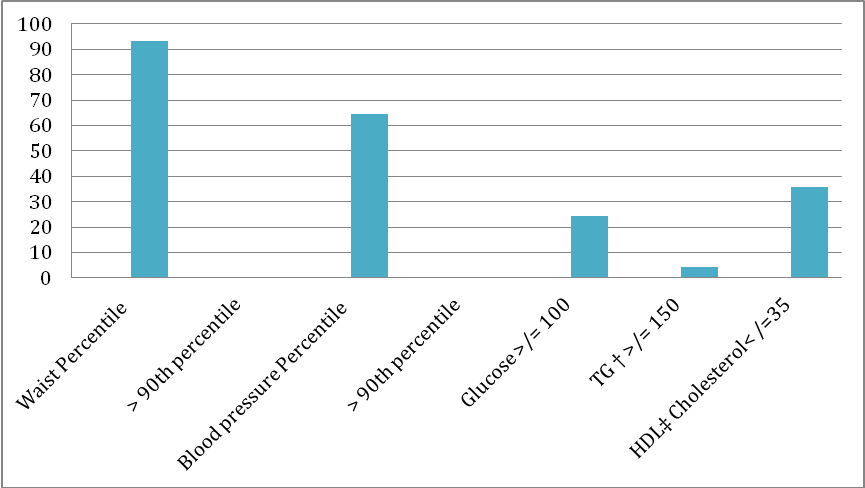 100
90
80
70
60
50
40
30
20
10
0
Waist Percentile
> 90th percentile
Blood pressure Percentile
> 90th percentile
Glucose >/= 100
TG † >/= 150
HDL‡ Cholesterol< /=35